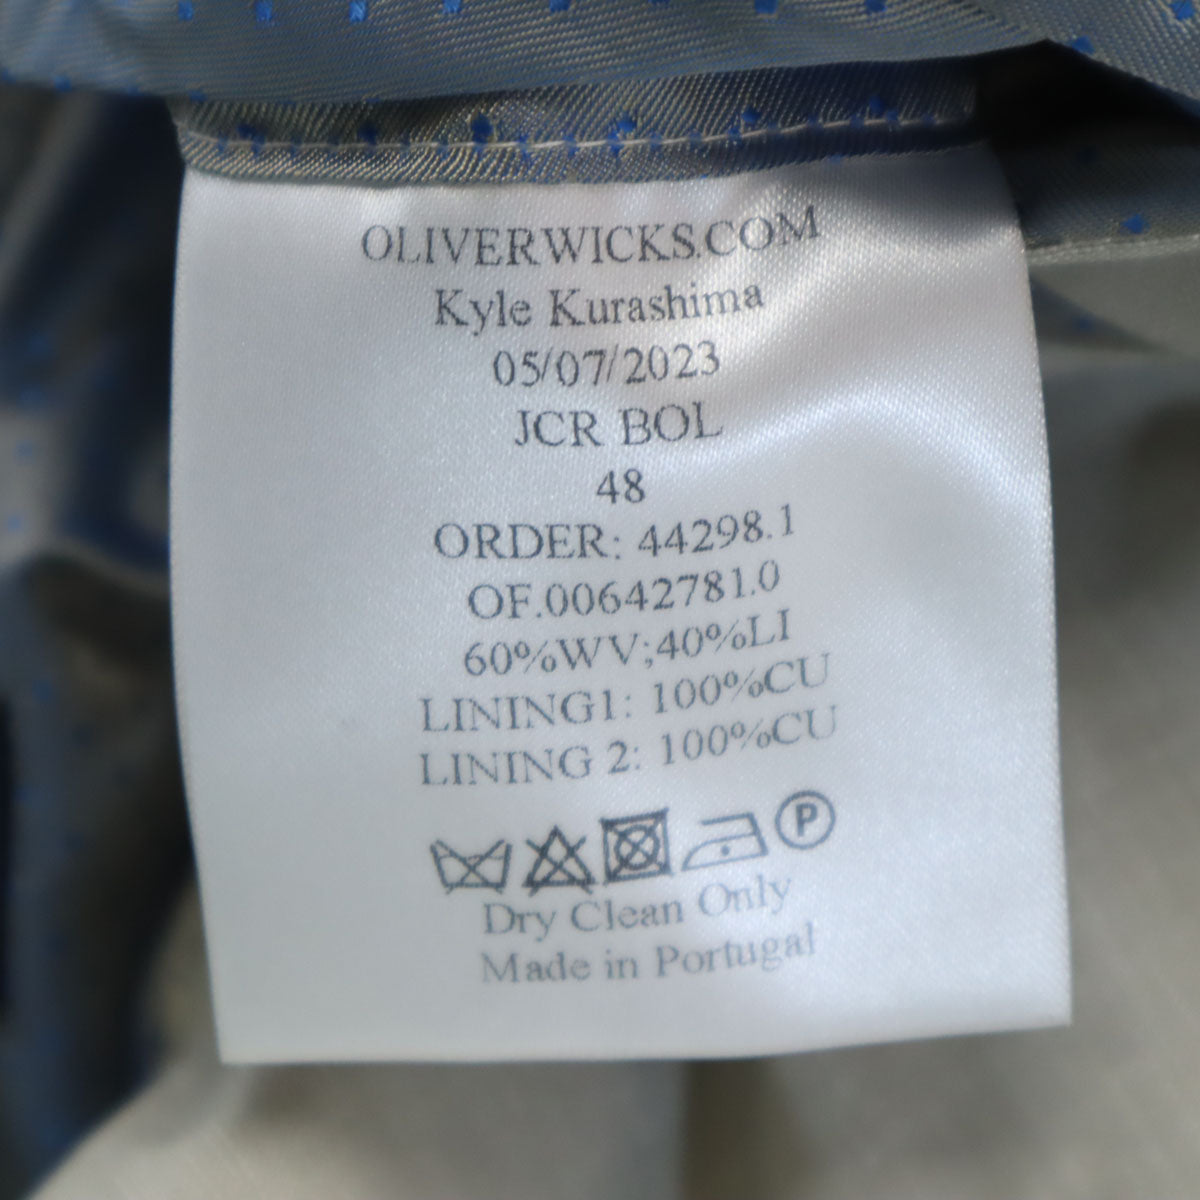 OLIVERWICKS.COM
Kyle Kurashima
05/07/2023
JCR BOL
48
ORDER: 44298.1
OF.00642781.0
60%WV;40%LI
LINING1: 100%CU
LINING 2: 100%CU
P
Dry Clean Only
Made in Portugal